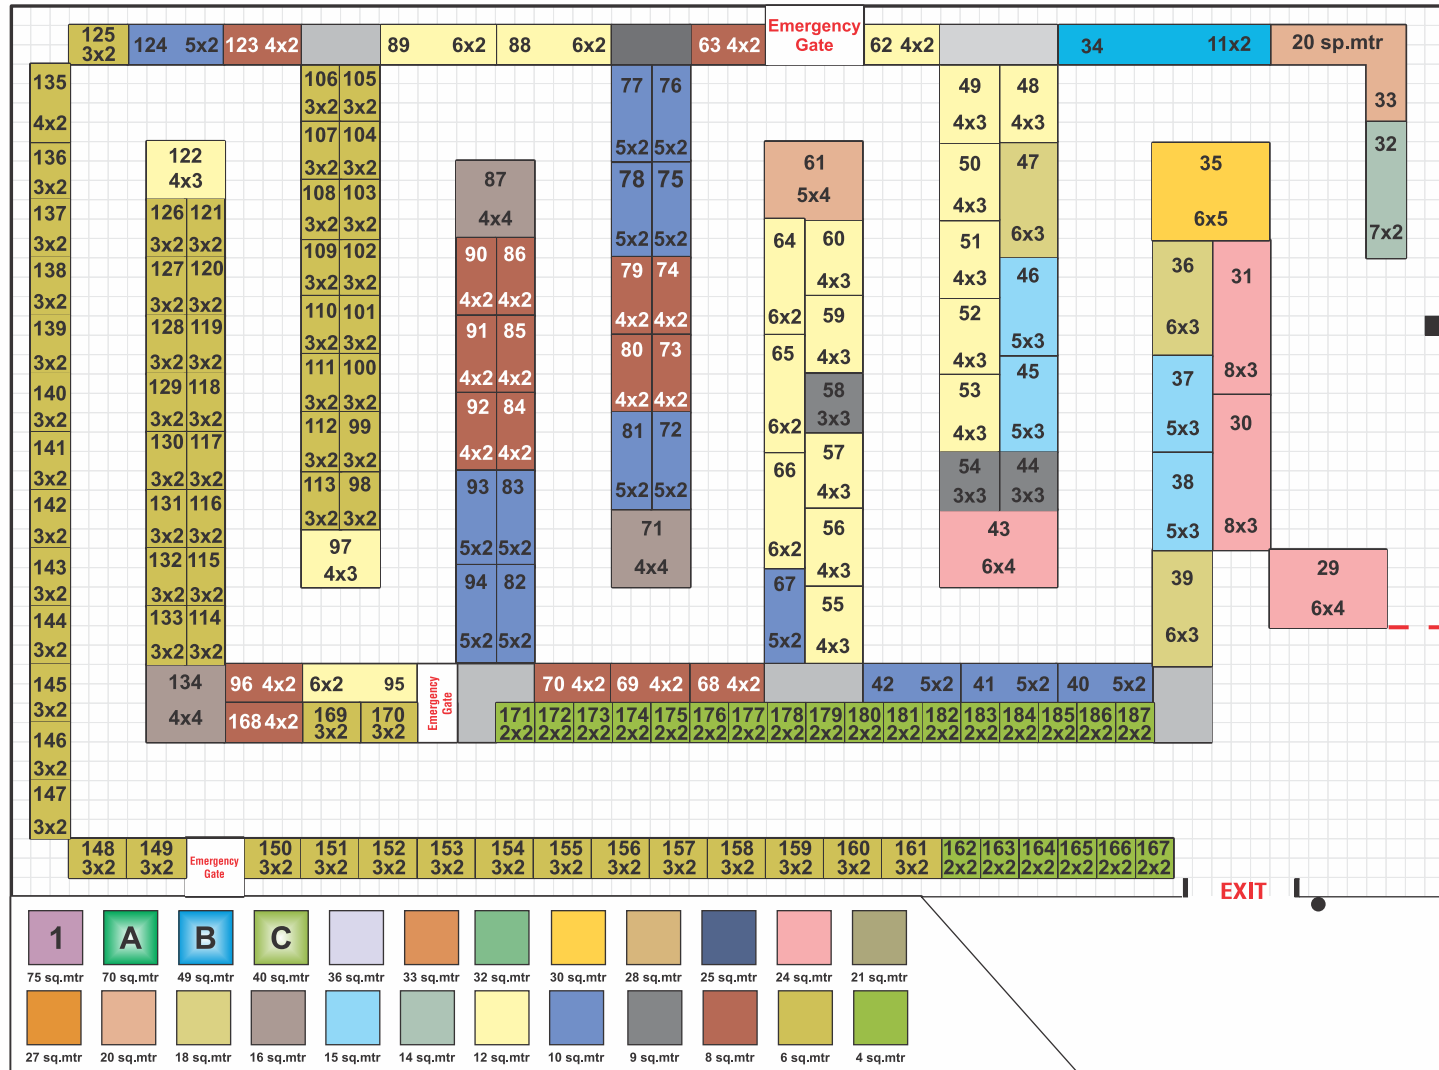 Emergency
Gate
125
3x2
124 5x2
123 4x2
89 6x2
88 6x2
63 4x2
62 4x2
34 11x2
20 sp.mtr
33
135
4x2
136
3x2
137
3x2
138
3x2
139
3x2
140
3x2
141
3x2
142
3x2
143
3x2
144
3x2
145
3x2
146
3x2
147
3x2
122
4x3
126 121
3x2 3x2
127 120
3x2 3x2
128 119
3x2 3x2
129 118
3x2 3x2
130 117
3x2 3x2
131 116
3x2 3x2
132 115
3x2 3x2
133 114
3x2 3x2
134
4x4
106 105
3x2 3x2
107 104
3x2 3x2
108 103
3x2 3x2
109 102
3x2 3x2
110 101
3x2 3x2
111 100
3x2 3x2
112 99
3x2 3x2
113 98
3x2 3x2
97
4x3
87
4x4
90 86
4x2 4x2
91 85
4x2 4x2
92 84
4x2 4x2
93 83
5x2 5x2
94 82
5x2 5x2
77 76
5x2 5x2
78 75
5x2 5x2
79 74
4x2 4x2
80 73
4x2 4x2
81 72
5x2 5x2
71
4x4
61
5x4
64
6x2
65
6x2
66
6x2
67
5x2
60
4x3
59
4x3
58
3x3
57
4x3
56
4x3
55
4x3
49 48
4x3 4x3
50
4x3
51
4x3
52
4x3
53
4x3
54
3x3
47
6x3
46
5x3
45
5x3
44
3x3
43
6x4
35
6x5
36
6x3
37
5x3
38
5x3
39
6x3
31
8x3
30
8x3
32
7x2
29
6x4
96 4x2
6x2 95
168 4x2
169
3x2
170
3x2
Emergency
Gate
70 4x2
69 4x2
68 4x2
42 5x2
41 5x2
40 5x2
171 172 173 174 175 176 177 178 179 180 181 182 183 184 185 186 187
2x2 2x2 2x2 2x2 2x2 2x2 2x2 2x2 2x2 2x2 2x2 2x2 2x2 2x2 2x2 2x2 2x2
148 149
3x2 3x2
Emergency
Gate
150 151 152 153 154 155 156 157 158 159 160 161 162 163 164 165 166 167
3x2 3x2 3x2 3x2 3x2 3x2 3x2 3x2 3x2 3x2 3x2 3x2 2x2 2x2 2x2 2x2 2x2 2x2
EXIT
1 A B C
75 sq.mtr 70 sq.mtr 49 sq.mtr 40 sq.mtr 36 sq.mtr 33 sq.mtr 32 sq.mtr 30 sq.mtr 28 sq.mtr 25 sq.mtr 24 sq.mtr 21 sq.mtr
27 sq.mtr 20 sq.mtr 18 sq.mtr 16 sq.mtr 15 sq.mtr 14 sq.mtr 12 sq.mtr 10 sq.mtr 9 sq.mtr 8 sq.mtr 6 sq.mtr 4 sq.mtr